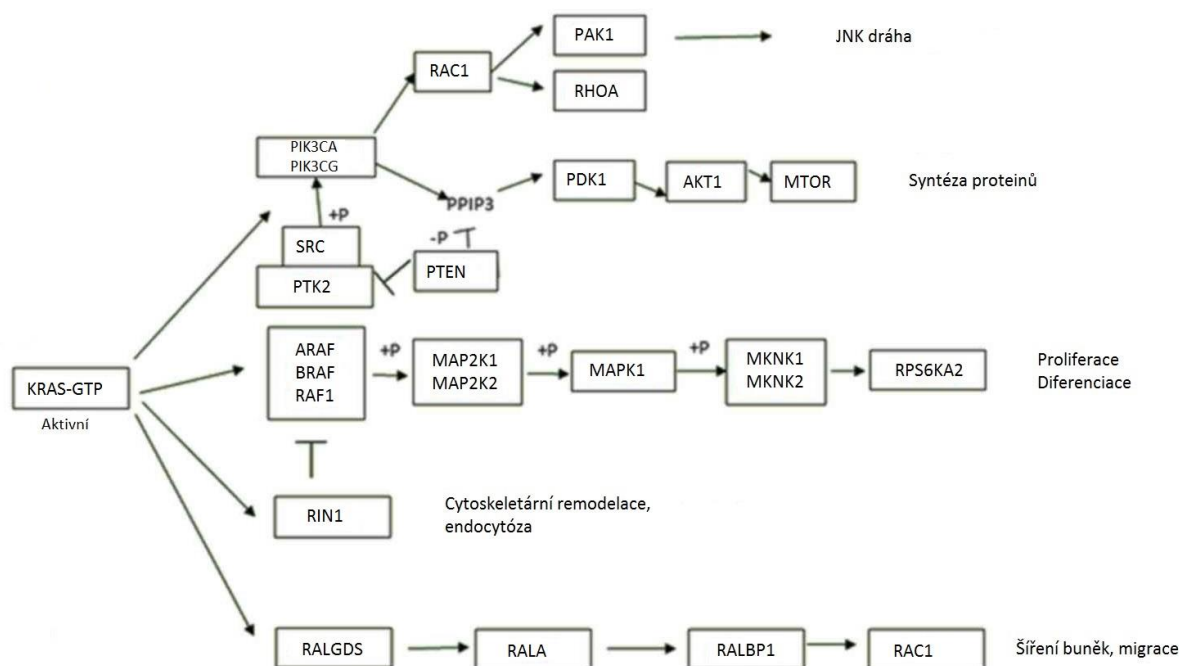 PAK1
JNK dráha
RAC1
RHOA
PIK3CA
PIK3CG
PPIP3
PDK1
AKT1
MTOR
Syntéza proteinů
+P
SRC
-P
PTK2
PTEN
KRAS-GTP
Aktivní
ARAF
BRAF
RAF1
+P
MAP2K1
MAP2K2
+P
MAPK1
+P
MKNK1
MKNK2
RPS6KA2
Proliferace
Diferenciace
RIN1
Cytoskeletární remodelace,
endocytóza
RALGDS
RALA
RALBP1
RAC1
Šíření buněk, migrace